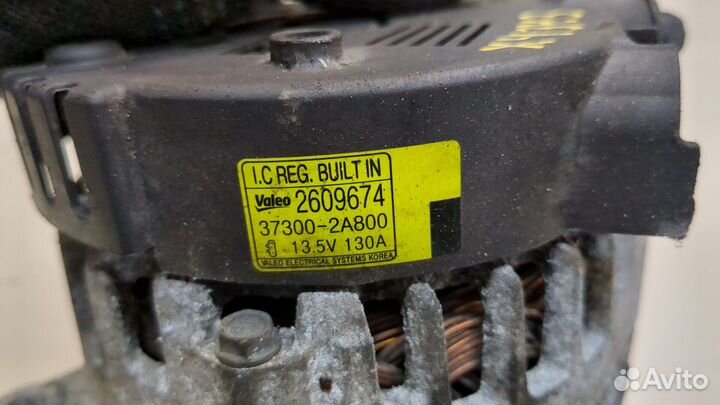 I.C REG. BUILT IN
Valeo 2609674
37300-2A800
13.5V 130A
VALEO ELECTRICAL SYSTEMS KOREA
Avito